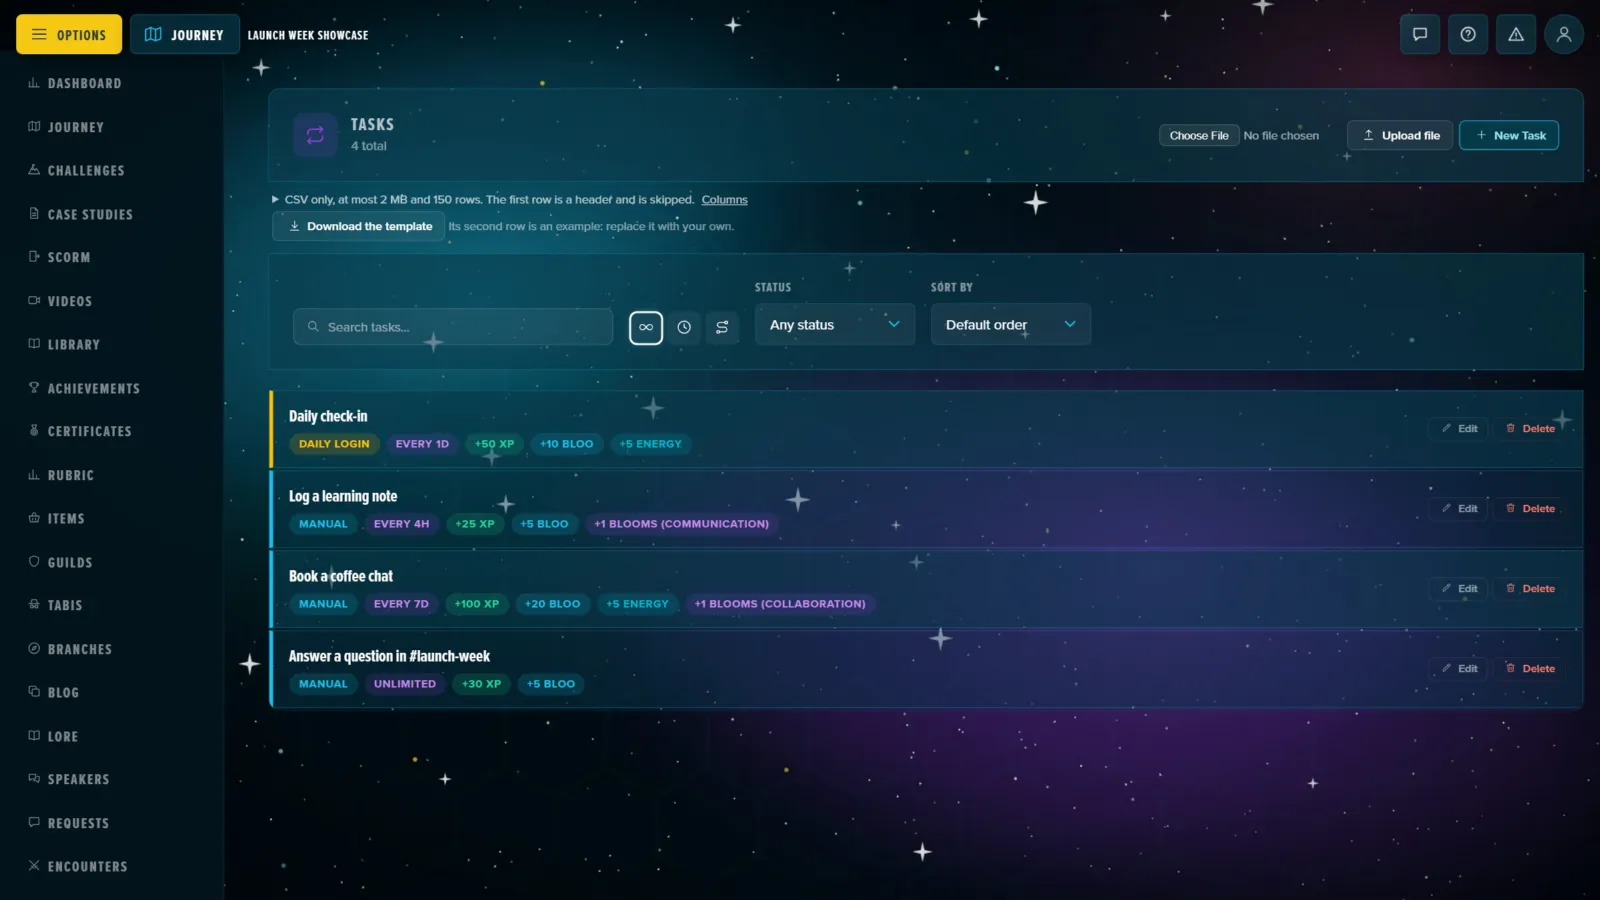 OPTIONS
JOURNEY
LAUNCH WEEK SHOWCASE
DASHBOARD
JOURNEY
CHALLENGES
CASE STUDIES
SCORM
VIDEOS
LIBRARY
ACHIEVEMENTS
CERTIFICATES
RUBRIC
ITEMS
GUILDS
TABIS
BRANCHES
BLOG
LORE
SPEAKERS
REQUESTS
ENCOUNTERS
TASKS
4 total
Choose File No file chosen
Upload file
New Task
CSV only, at most 2 MB and 150 rows. The first row is a header and is skipped. Columns
Download the template Its second row is an example: replace it with your own.
Search tasks...
STATUS
Any status
SORT BY
Default order
Daily check-in
DAILY LOGIN EVERY 1D +50 XP +10 BLOO +5 ENERGY
Edit Delete
Log a learning note
MANUAL EVERY 4H +25 XP +5 BLOO +1 BLOOMS (COMMUNICATION)
Edit Delete
Book a coffee chat
MANUAL EVERY 7D +100 XP +20 BLOO +5 ENERGY +1 BLOOMS (COLLABORATION)
Edit Delete
Answer a question in #launch-week
MANUAL UNLIMITED +30 XP +5 BLOO
Edit Delete